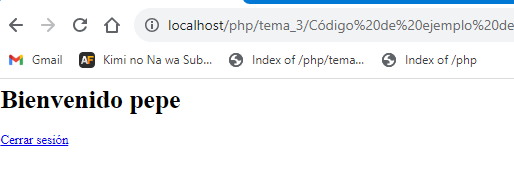 localhost/php/tema_3/Código%20de%20ejemplo%20de
Gmail AF Kimi no Na wa Sub... Index of /php/tema... Index of /php
Bienvenido pepe
Cerrar sesión